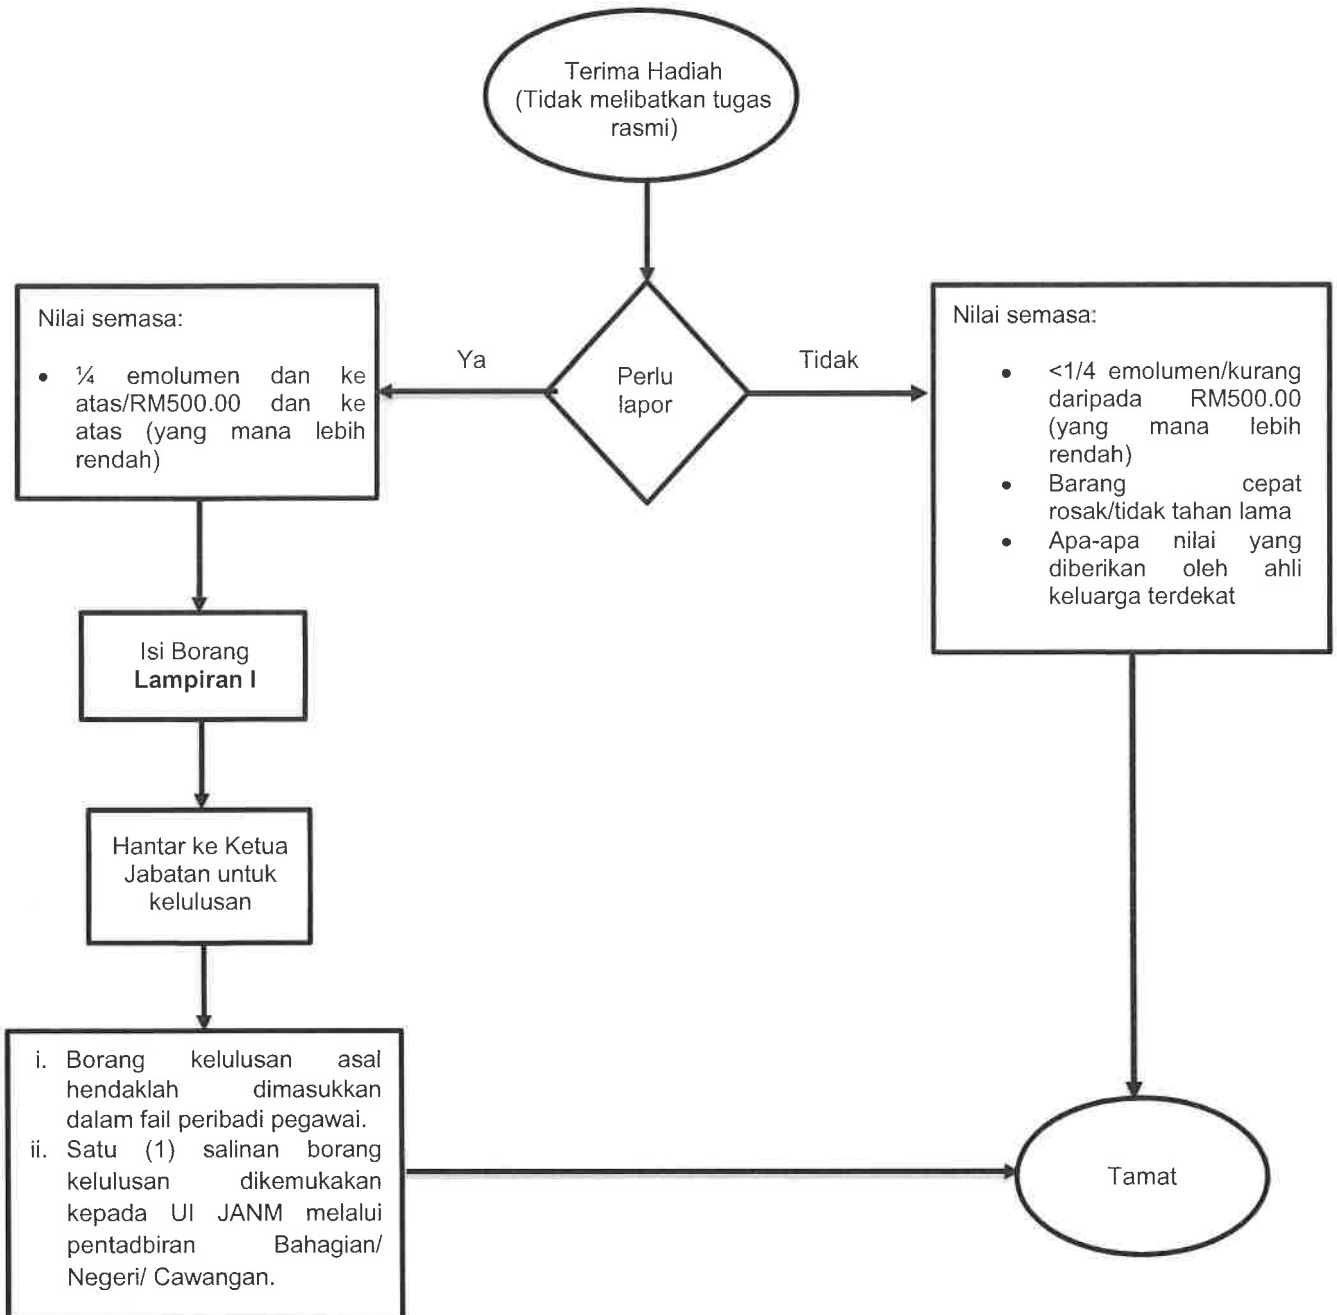 Terima Hadiah
(Tidak melibatkan tugas
rasmi)
Nilai semasa:
• ¼ emolumen dan ke
atas/RM500.00 dan ke
atas (yang mana lebih
rendah)
Ya
Perlu
lapor
Tidak
Nilai semasa:
• <1/4 emolumen/kurang
daripada RM500.00
(yang mana lebih
rendah)
• Barang cepat
rosak/tidak tahan lama
• Apa-apa nilai yang
diberikan oleh ahli
keluarga terdekat
Isi Borang
Lampiran I
Hantar ke Ketua
Jabatan untuk
kelulusan
i. Borang kelulusan asal
hendaklah dimasukkan
dalam fail peribadi pegawai.
ii. Satu (1) salinan borang
kelulusan dikemukakan
kepada UI JANM melalui
pentadbiran Bahagian/
Negeri/ Cawangan.
Tamat